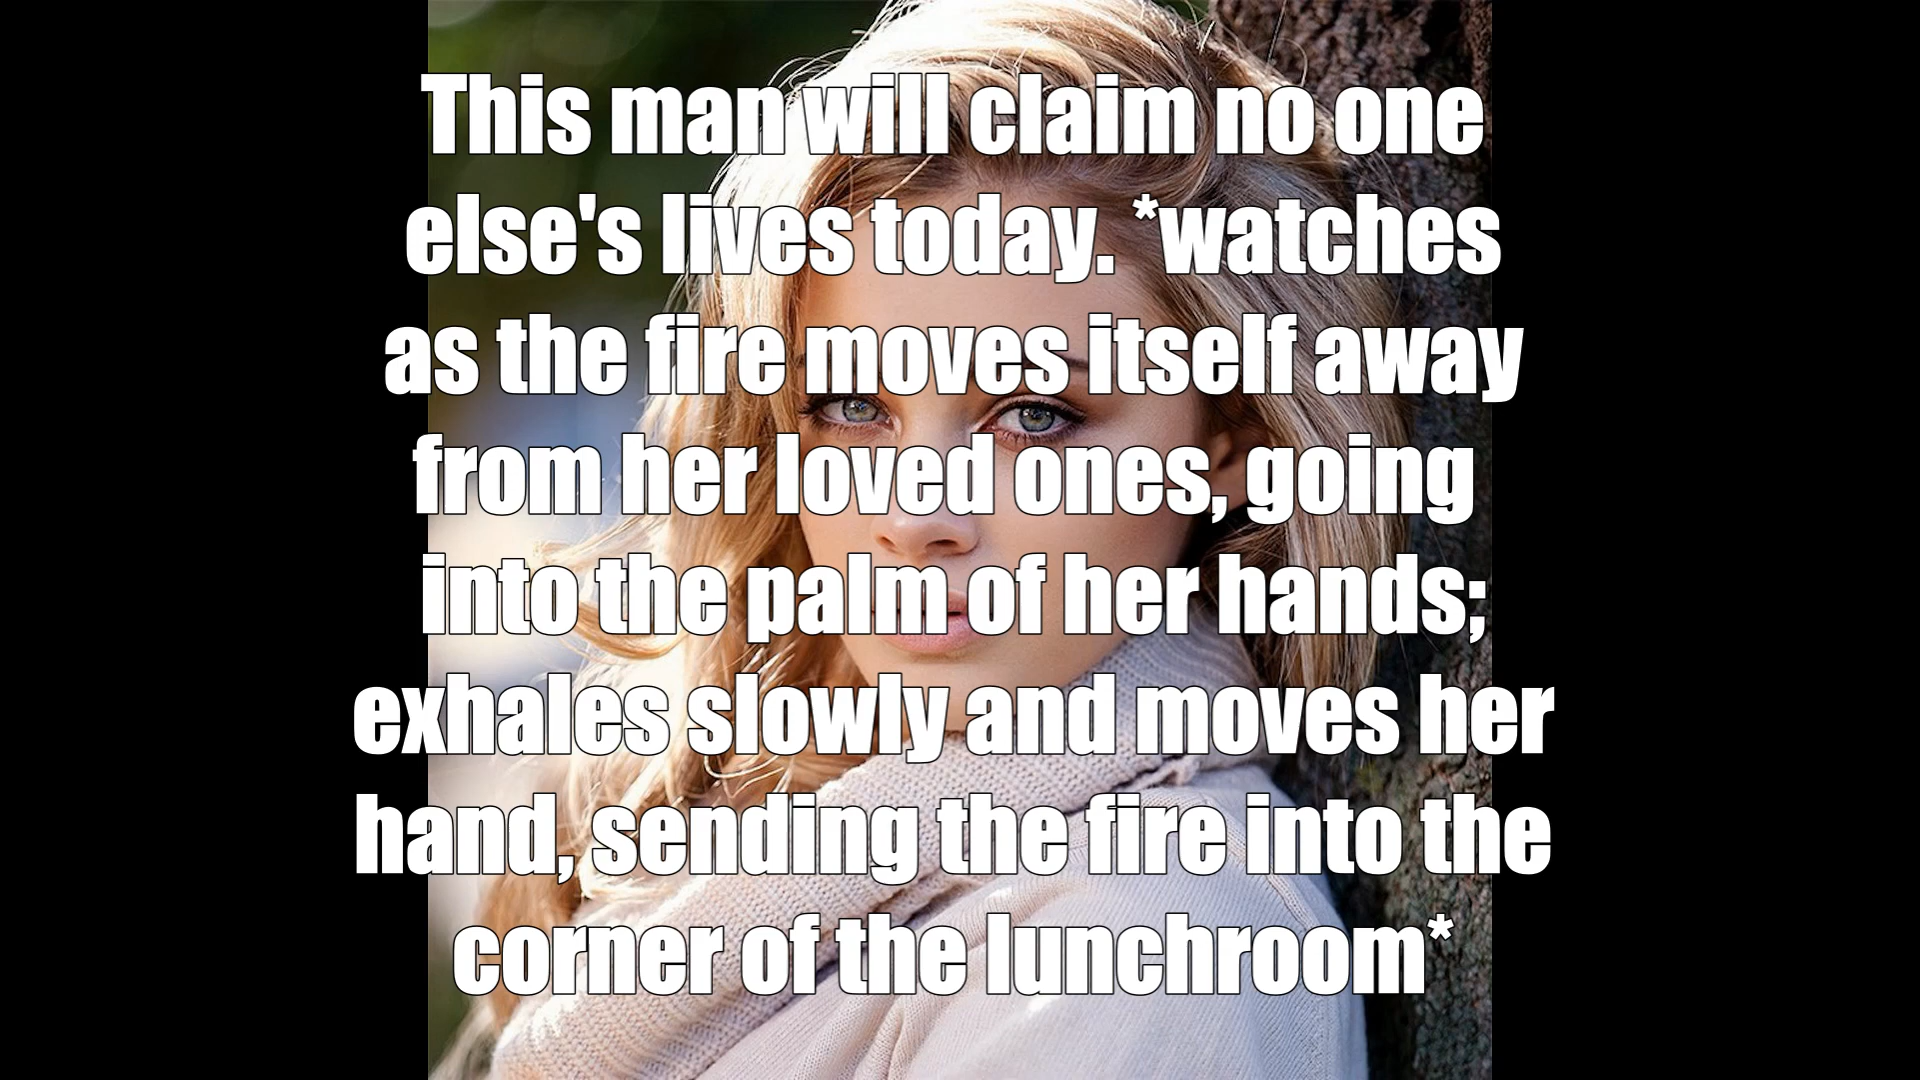 This man will claim no one
else's lives today. *watches
as the fire moves itself away
from her loved ones, going
into the palm of her hands;
exhales slowly and moves her
hand, sending the fire into the
corner of the lunchroom*